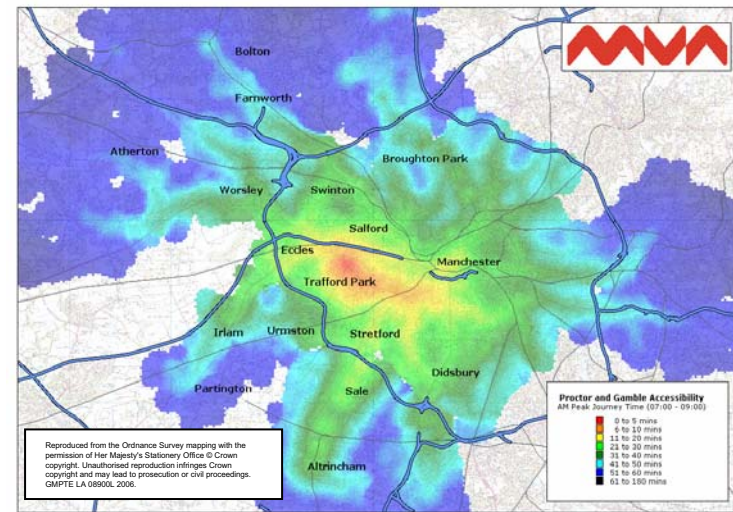 MVA
Bolton
Farnworth
Atherton
Broughton Park
Worsley
Swinton
Salford
Eccles
Manchester
Trafford Park
Irlam
Urmston
Stretford
Didsbury
Partington
Sale
Altrincham
Proctor and Gamble Accessibility
AM Peak Journey Time (07:00 - 09:00)
0 to 5 mins
6 to 10 mins
11 to 20 mins
21 to 30 mins
31 to 40 mins
41 to 50 mins
51 to 60 mins
61 to 180 mins
Reproduced from the Ordnance Survey mapping with the
permission of Her Majesty's Stationery Office © Crown
copyright. Unauthorised reproduction infringes Crown
copyright and may lead to prosecution or civil proceedings.
GMPTE LA 08900L 2006.